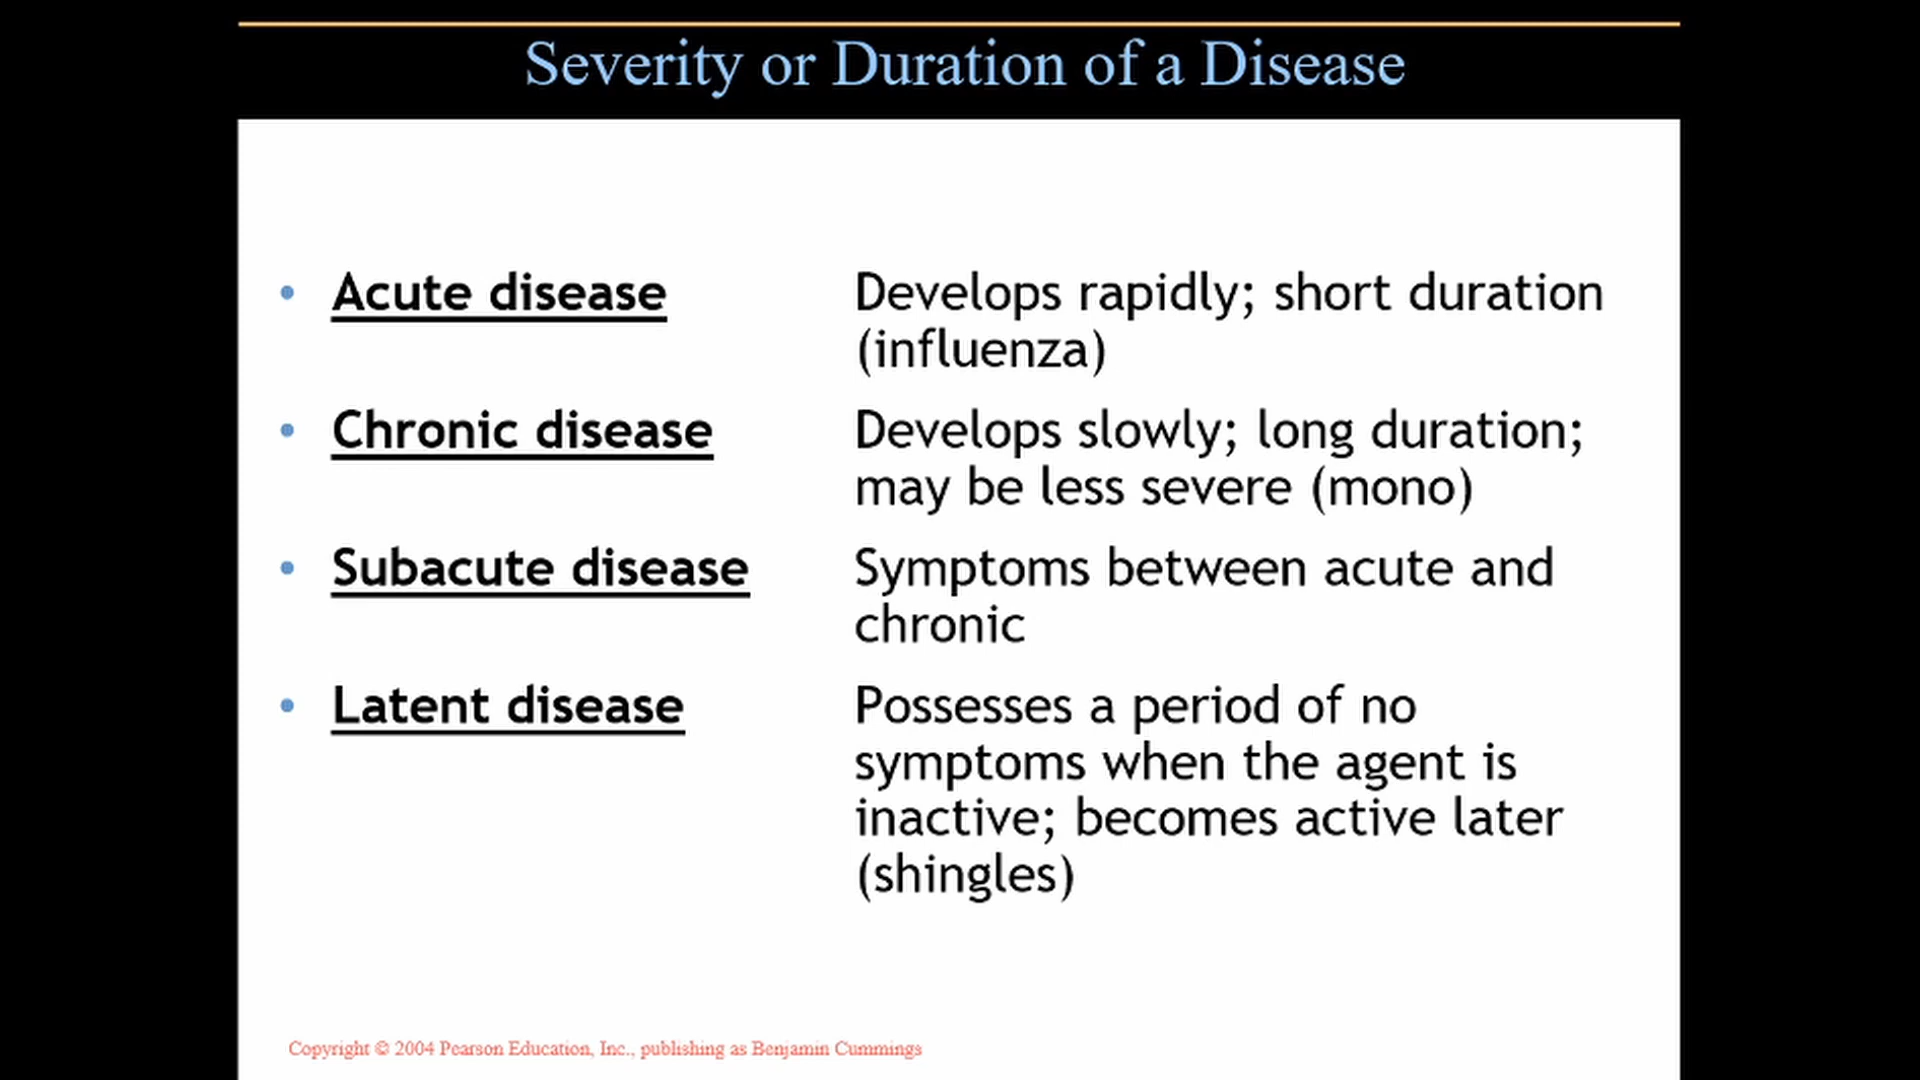 Severity or Duration of a Disease
• Acute disease Develops rapidly; short duration
(influenza)
• Chronic disease Develops slowly; long duration;
may be less severe (mono)
• Subacute disease Symptoms between acute and
chronic
• Latent disease Possesses a period of no
symptoms when the agent is
inactive; becomes active later
(shingles)
Copyright © 2004 Pearson Education, Inc., publishing as Benjamin Cummings